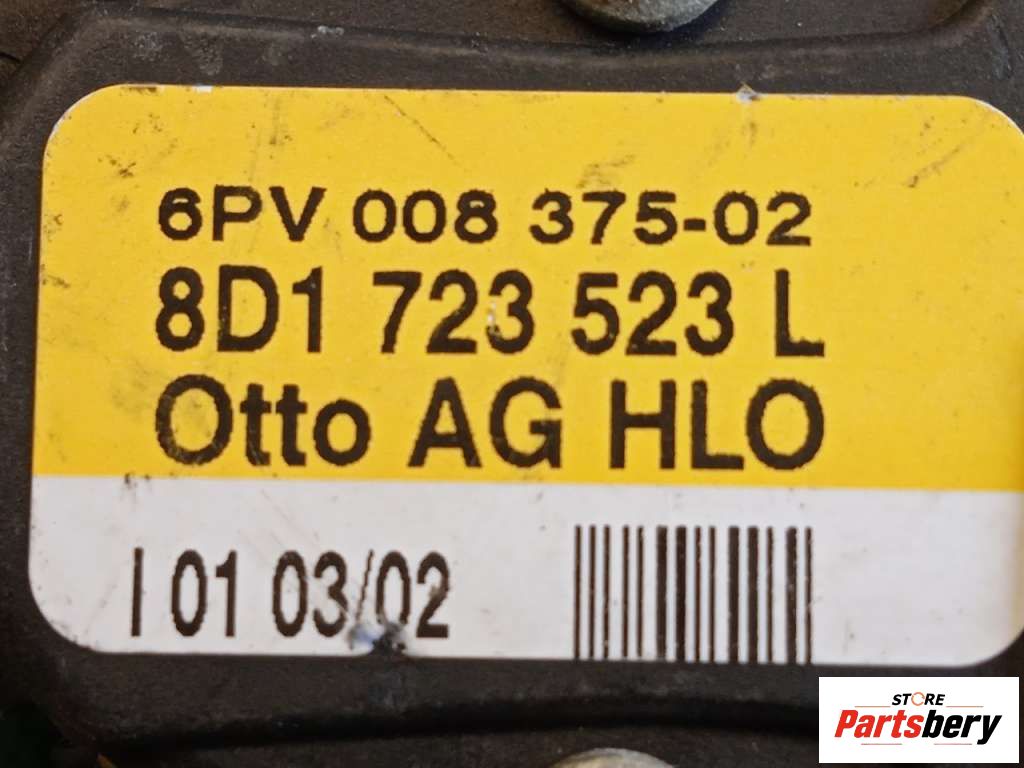 6PV 008 375-02
8D1 723 523 L
Otto AG HLO
I 01 03/02
STORE
Partsbery